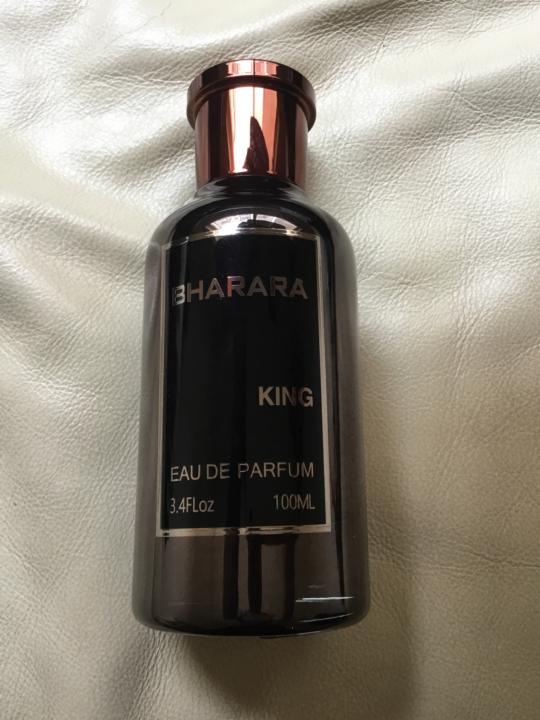 BHARARA
KING
EAU DE PARFUM
3.4FLoz 100ML